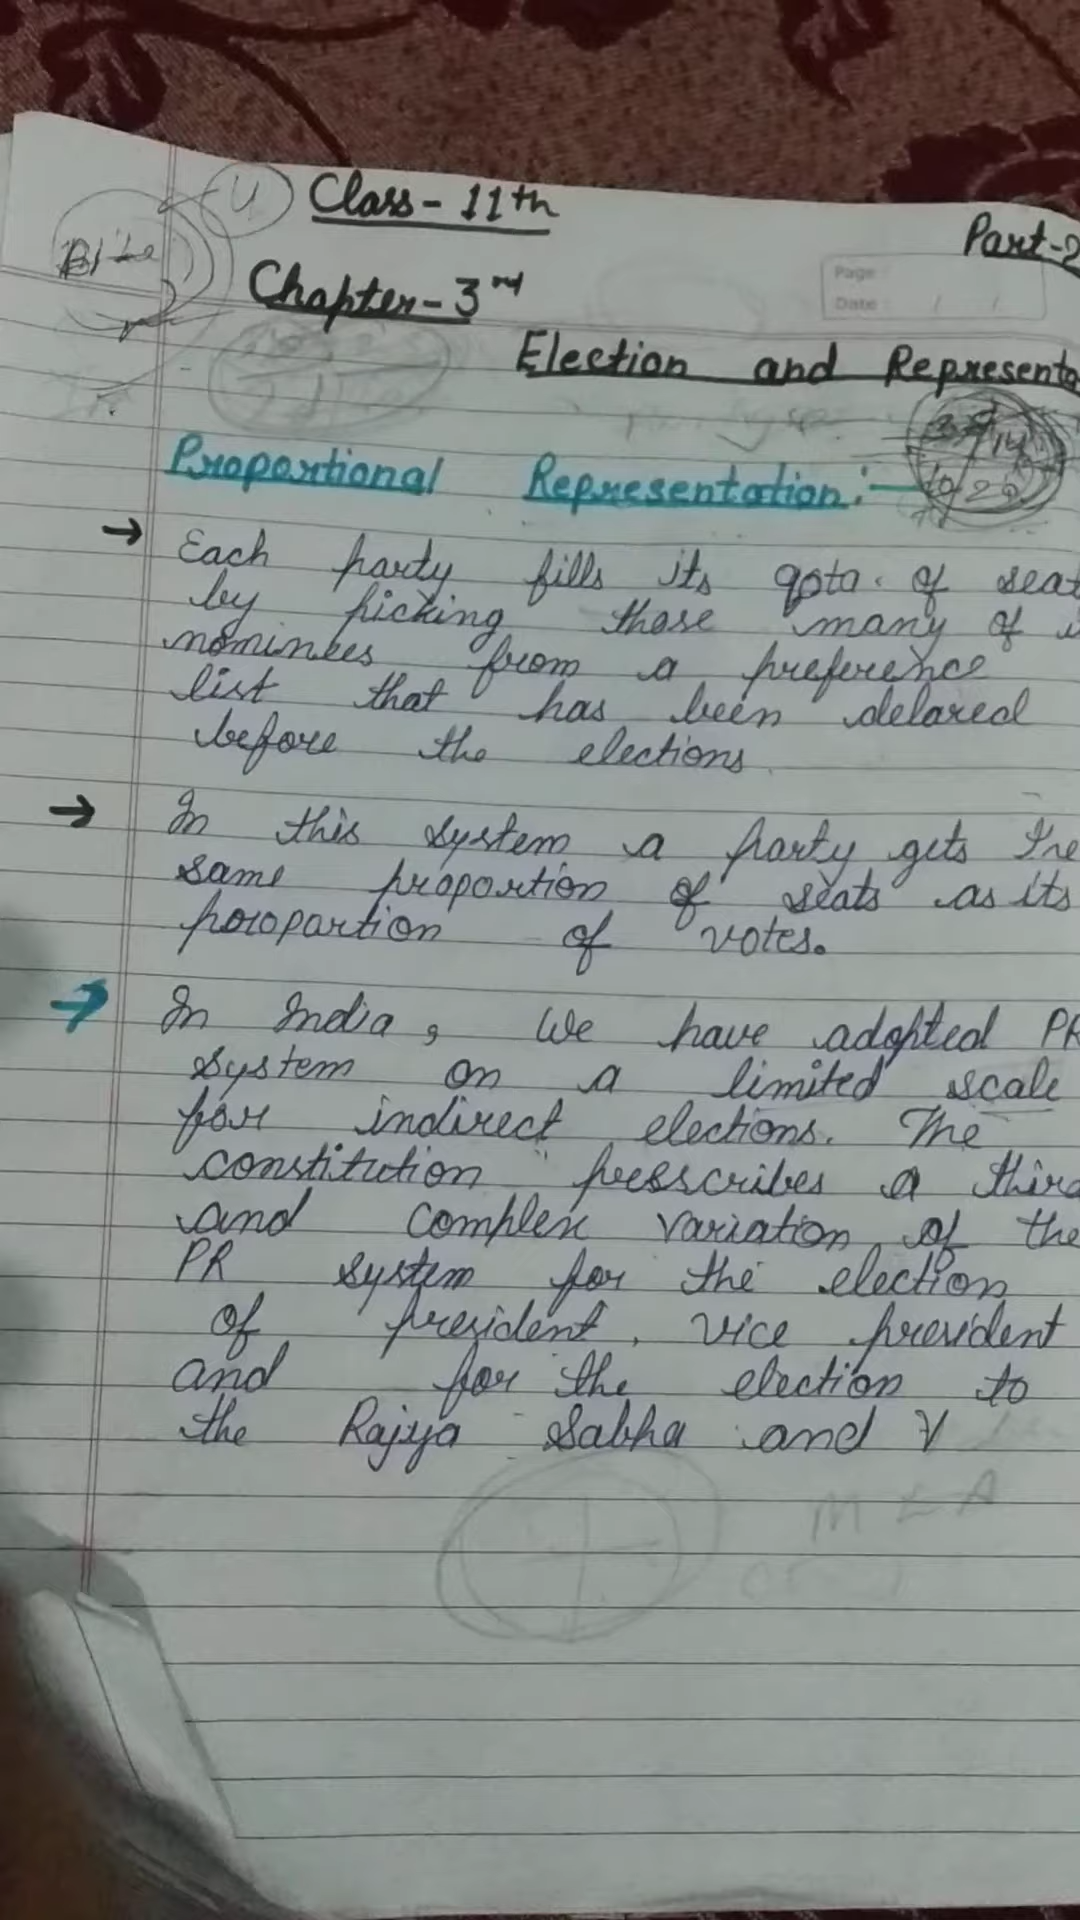 4 Class - 11th
Part-2
Chapter - 3rd
Page
Date / /
Election and Representa
Proportional Representation :-
→ Each party fills its qota of seat
by picking those many of i
nominees from a preference
list that has been delared
before the elections.
→ In this system a party gets the
same proportion of seats as its
poropartion of votes.
→ In India, We have adopted PR
system on a limited scale
for indirect elections. The
constitution presscribes a third
and complex variation of the
PR system for the election
of president, vice president
and for the election to
the Rajya Sabha and V
M L A